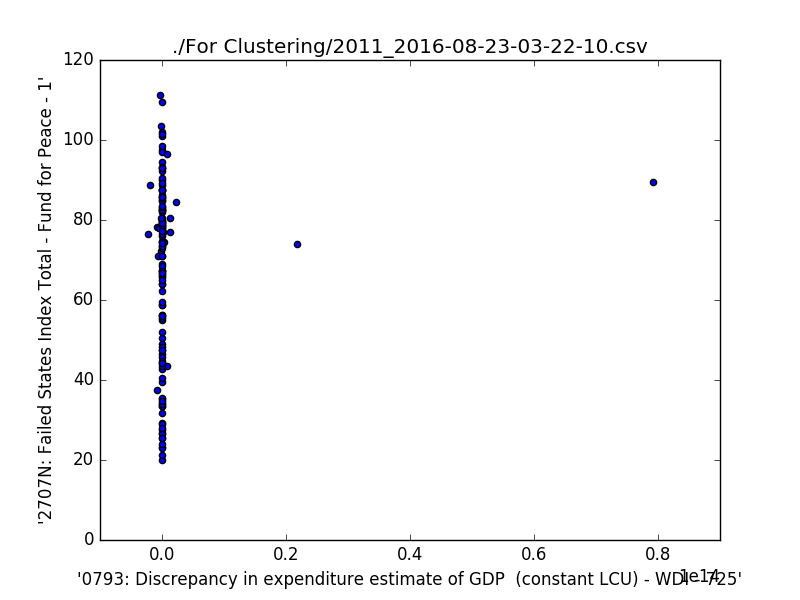 ./For Clustering/2011_2016-08-23-03-22-10.csv
'2707N: Failed States Index Total - Fund for Peace - 1'
120
100
80
60
40
20
0
0.0 0.2 0.4 0.6 0.8
1e14
'0793: Discrepancy in expenditure estimate of GDP  (constant LCU) - WDI - 725'